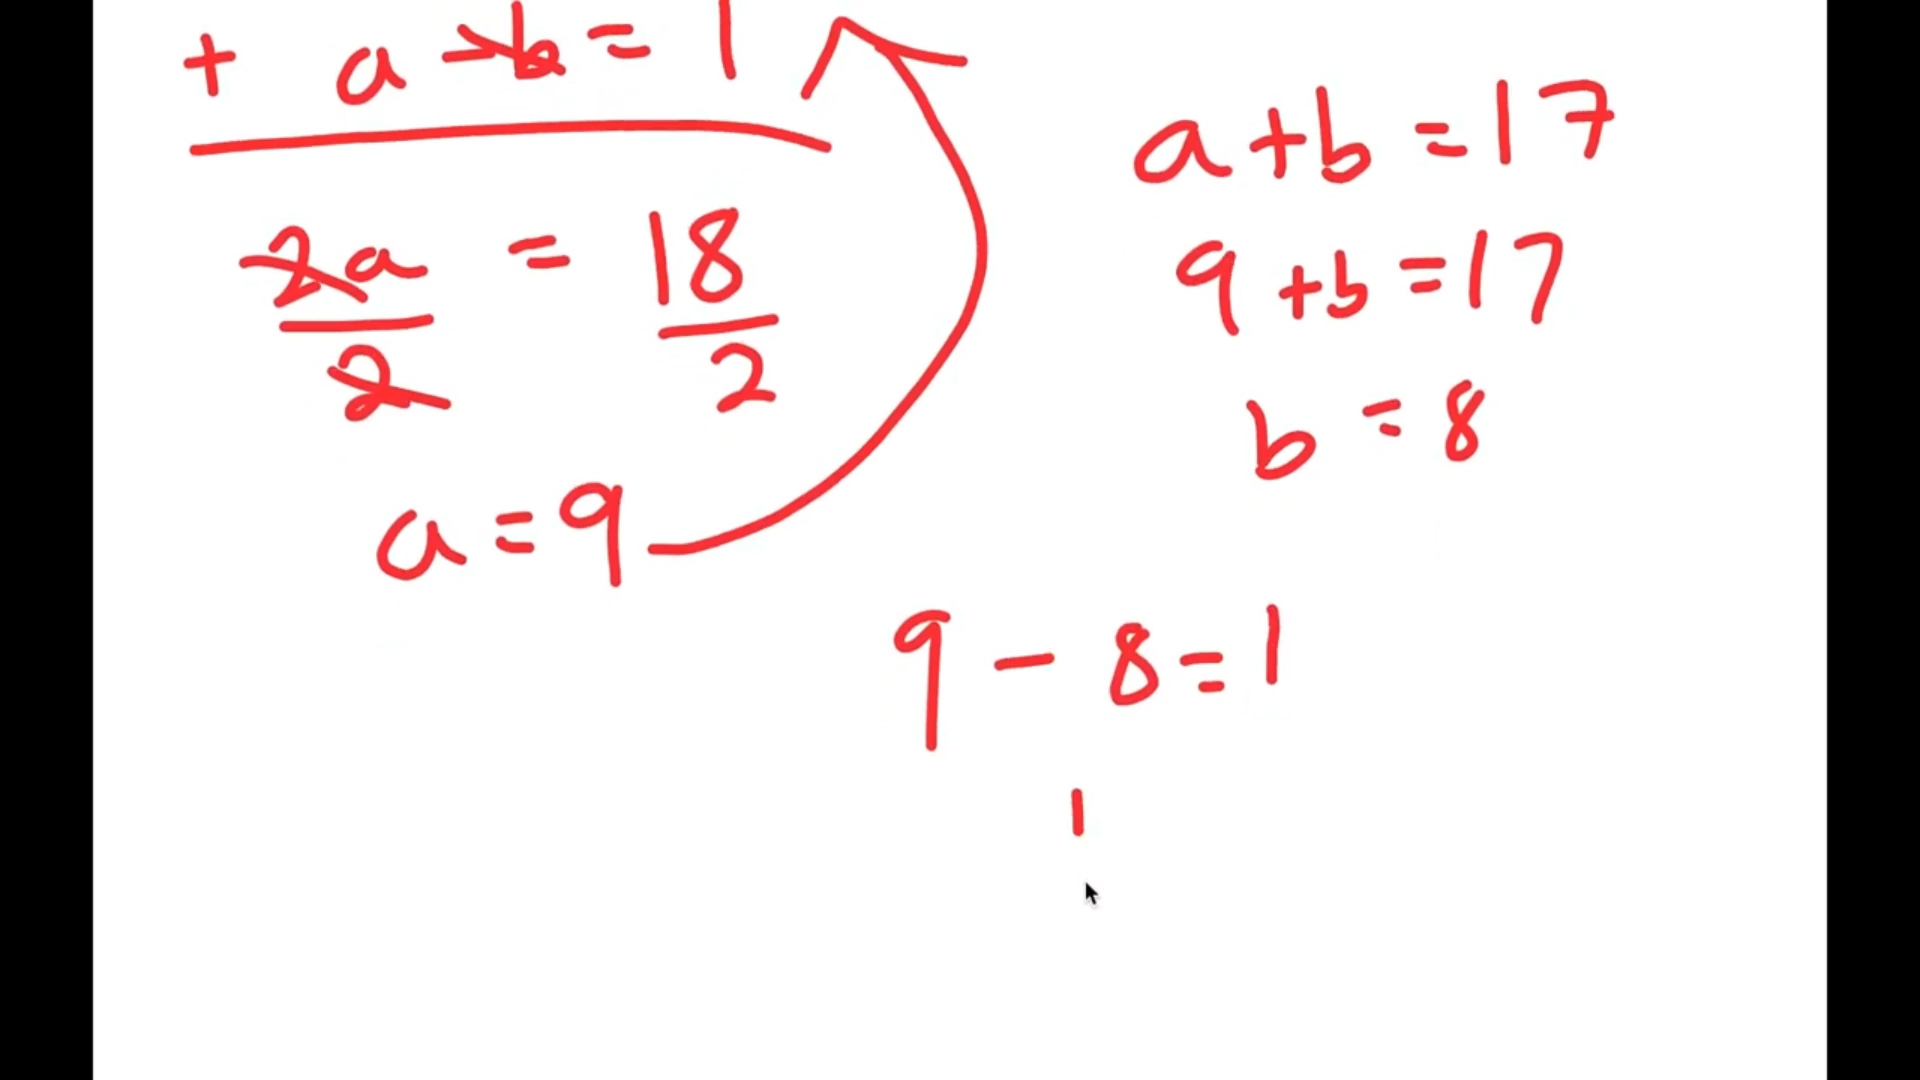 + a - b = 1
2a = 18
2 2
a = 9
a + b = 17
9 + b = 17
b = 8
9 - 8 = 1
1